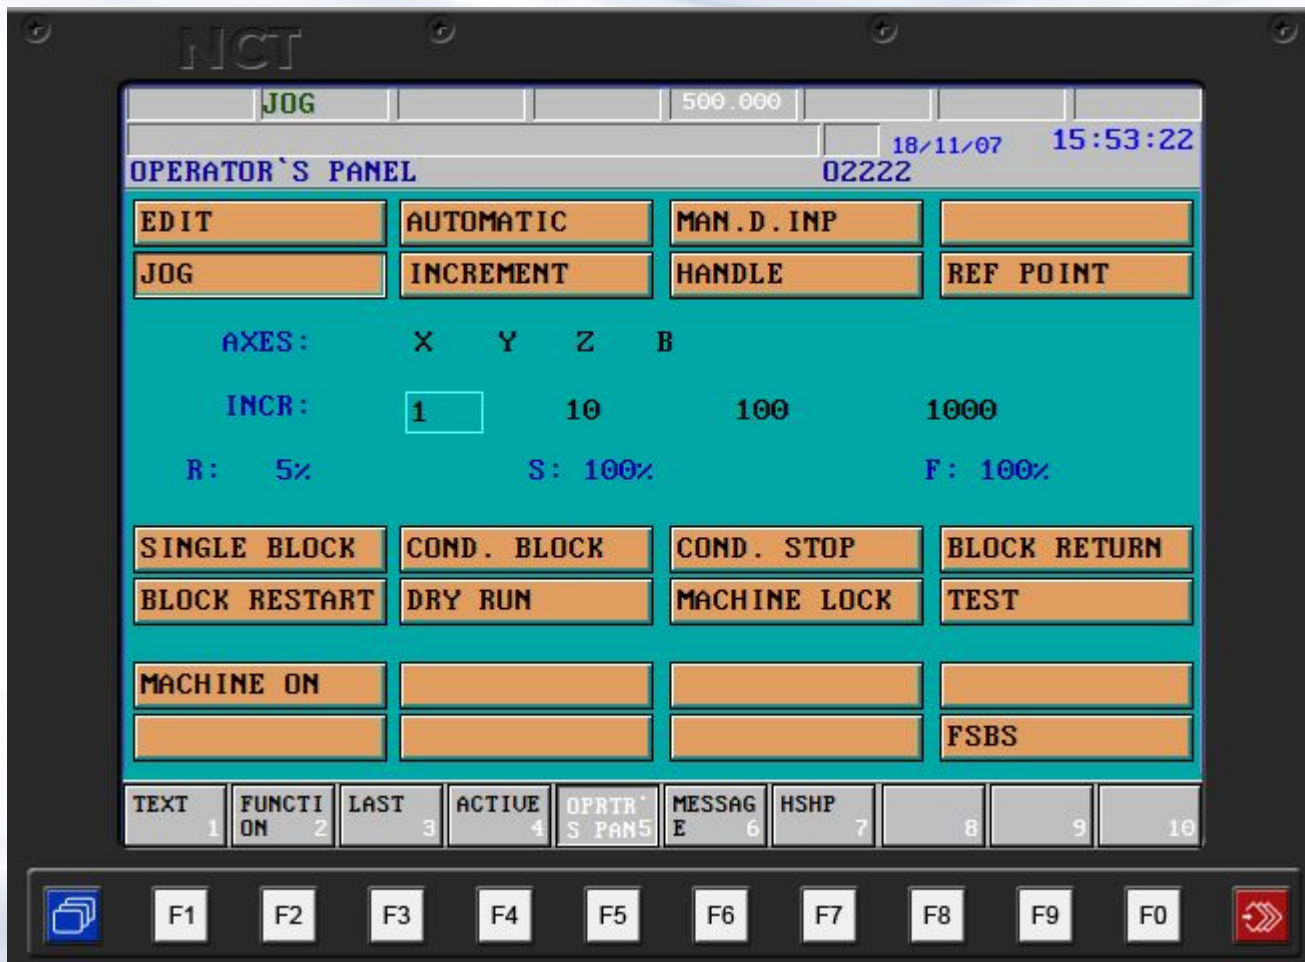 NCT
JOG 500.000
18/11/07 15:53:22
OPERATOR`S PANEL O2222
EDIT AUTOMATIC MAN.D.INP
JOG INCREMENT HANDLE REF POINT
AXES: X Y Z B
INCR: 1 10 100 1000
R: 5% S: 100% F: 100%
SINGLE BLOCK COND. BLOCK COND. STOP BLOCK RETURN
BLOCK RESTART DRY RUN MACHINE LOCK TEST
MACHINE ON
FSBS
TEXT FUNCTI LAST ACTIVE OPRTR' MESSAG HSHP
1 ON 2 3 4 S PAN5 E 6 7 8 9 10
F1 F2 F3 F4 F5 F6 F7 F8 F9 F0